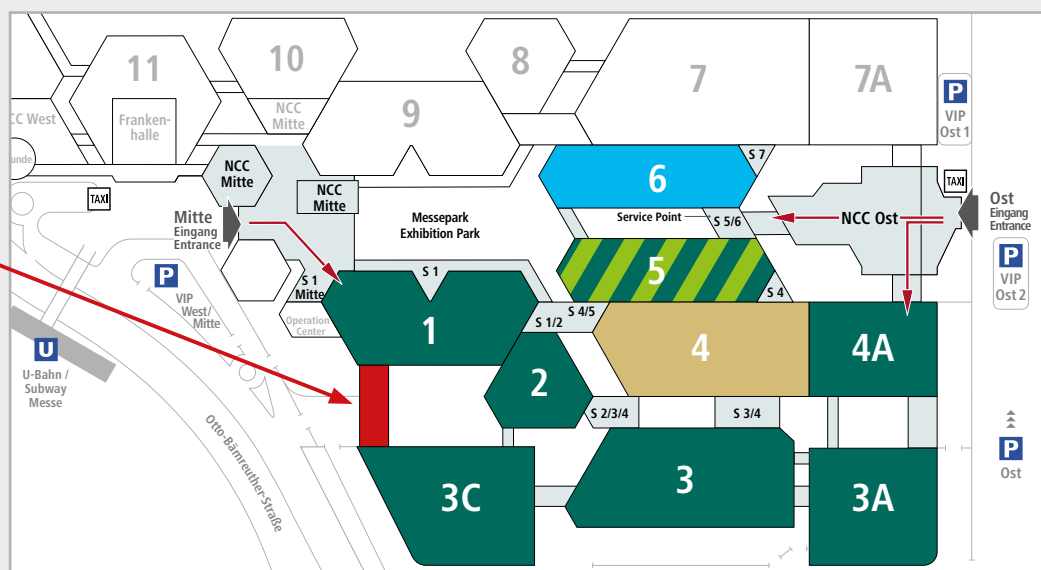 11
10
8
7
7A
CC West
Franken-
halle
NCC
Mitte
9
P
VIP
Ost 1
unde
NCC
Mitte
S 7
6
TAXI
TAXI
NCC
Mitte
Mitte
Eingang
Entrance
Messepark
Exhibition Park
Service Point
S 5/6
NCC Ost
Ost
Eingang
Entrance
P
VIP
West/
Mitte
S 1
Mitte
S 1
5
S 4
P
VIP
Ost 2
Operation
Center
1
S 4/5
S 1/2
4
4A
U
U-Bahn /
Subway
Messe
2
S 2/3/4
S 3/4
Otto-Bärnreuther-Straße
P
Ost
3C
3
3A